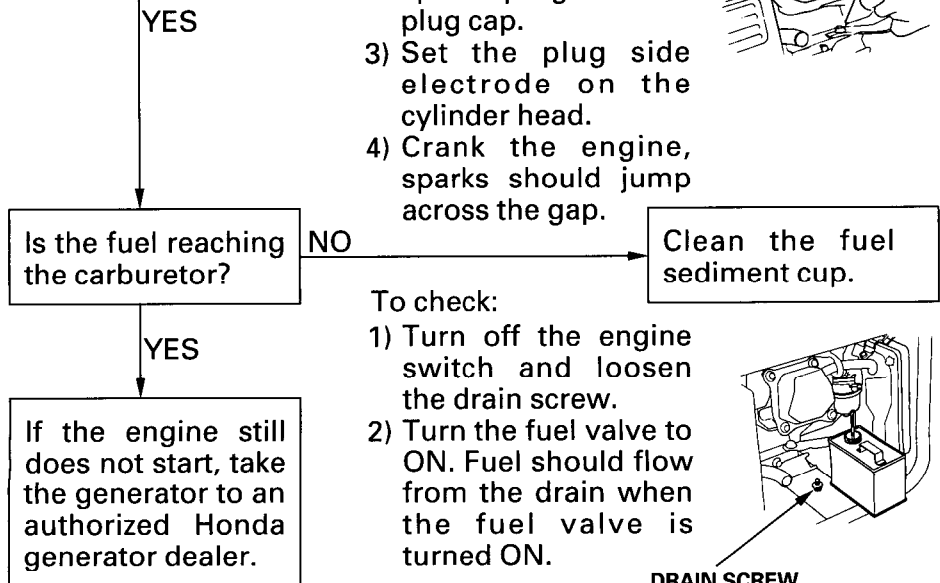 YES
plug cap.
3) Set the plug side
electrode on the
cylinder head.
4) Crank the engine,
sparks should jump
across the gap.
Is the fuel reaching
the carburetor?
NO
Clean the fuel
sediment cup.
YES
To check:
1) Turn off the engine
switch and loosen
the drain screw.
2) Turn the fuel valve to
ON. Fuel should flow
from the drain when
the fuel valve is
turned ON.
If the engine still
does not start, take
the generator to an
authorized Honda
generator dealer.
DRAIN SCREW